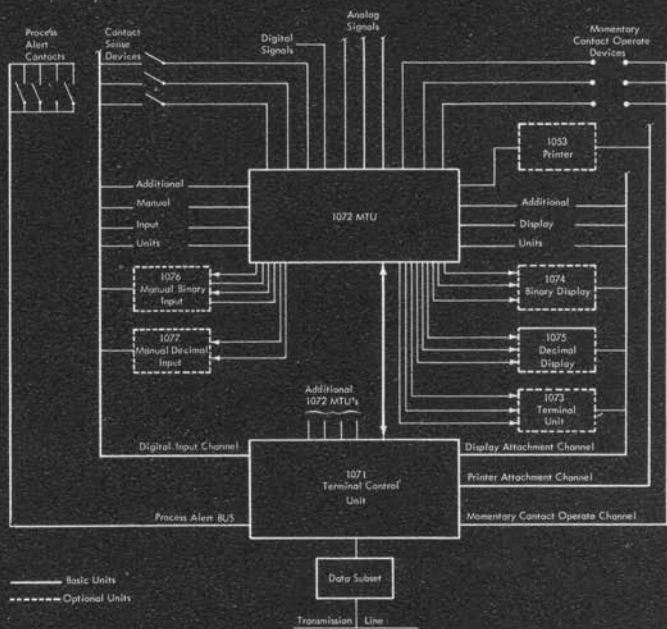 Process
Alert
Contacts
Contact
Sense
Devices
Digital
Signals
Analog
Signals
Momentary
Contact Operate
Devices
1053
Printer
1072 MTU
Additional
Manual
Input
Units
Additional
Display
Units
1076
Manual Binary
Input
1074
Binary Display
1077
Manual Decimal
Input
1075
Decimal
Display
1073
Terminal
Unit
Additional
1072 MTU's
Digital Input Channel
Display Attachment Channel
1071
Terminal Control
Unit
Printer Attachment Channel
Process Alert BUS
Momentary Contact Operate Channel
Data Subset
Basic Units
Optional Units
Transmission Line